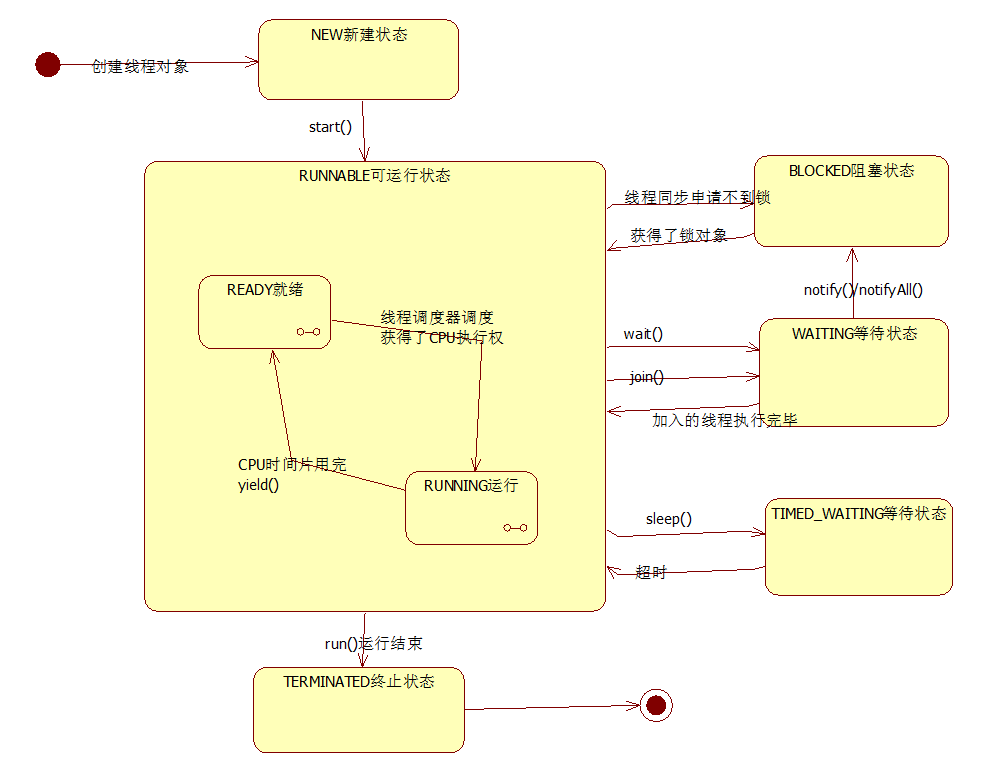 NEW新建状态
创建线程对象
start()
RUNNABLE可运行状态
BLOCKED阻塞状态
线程同步申请不到锁
获得了锁对象
READY就绪
notify()/notifyAll()
线程调度器调度
获得了CPU执行权
wait()
WAITING等待状态
join()
加入的线程执行完毕
CPU时间片用完
yield()
RUNNING运行
sleep()
TIMED_WAITING等待状态
超时
run()运行结束
TERMINATED终止状态